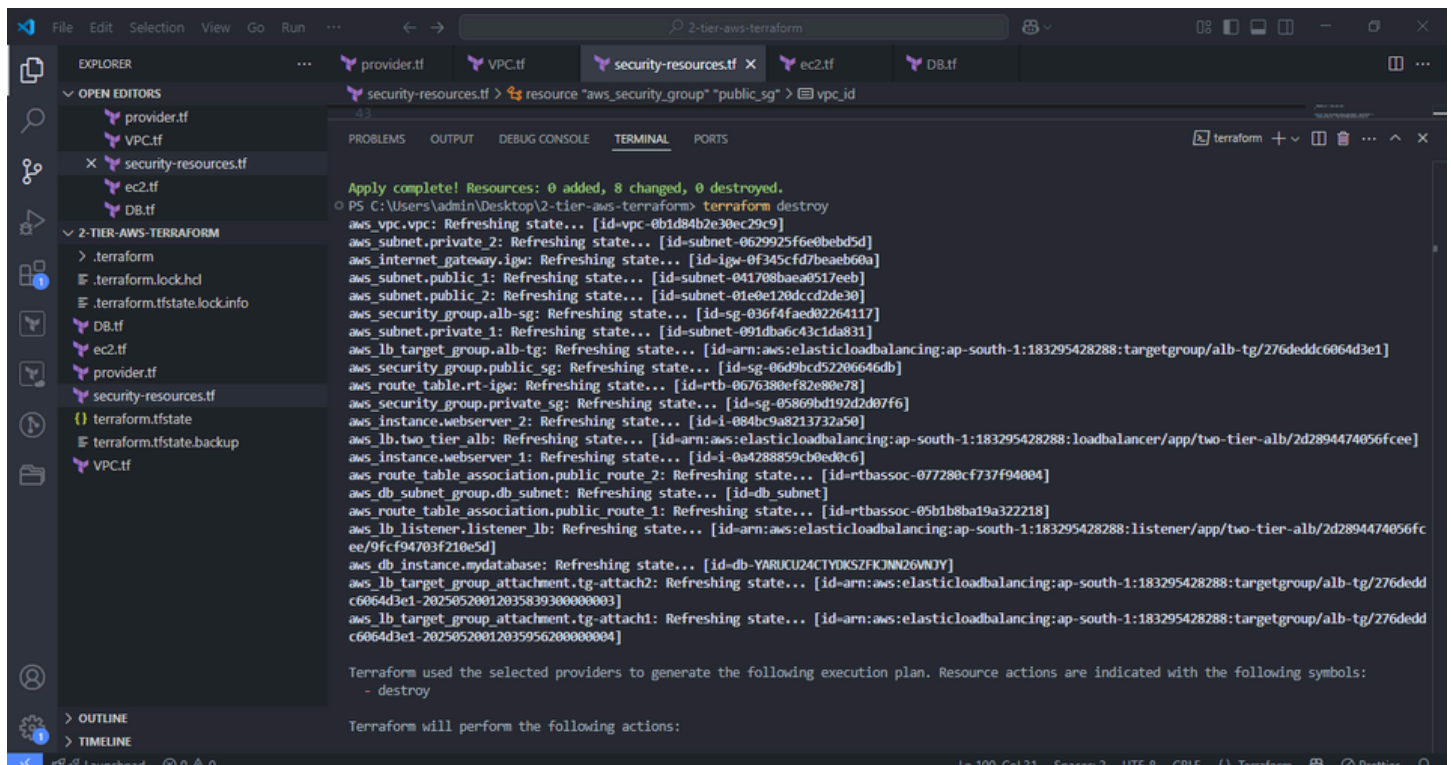 File Edit Selection View Go Run ···
2-tier-aws-terraform
EXPLORER ···
OPEN EDITORS
provider.tf
VPC.tf
security-resources.tf
ec2.tf
DB.tf
2-TIER-AWS-TERRAFORM
.terraform
.terraform.lock.hcl
.terraform.tfstate.lock.info
DB.tf
ec2.tf
provider.tf
security-resources.tf
terraform.tfstate
terraform.tfstate.backup
VPC.tf
OUTLINE
TIMELINE
1
1
provider.tf VPC.tf security-resources.tf ec2.tf DB.tf ···
security-resources.tf > resource "aws_security_group" "public_sg" > vpc_id
43
PROBLEMS OUTPUT DEBUG CONSOLE TERMINAL PORTS terraform ···
Apply complete! Resources: 0 added, 8 changed, 0 destroyed.
PS C:\Users\admin\Desktop\2-tier-aws-terraform> terraform destroy
aws_vpc.vpc: Refreshing state... [id=vpc-0b1d84b2e30ec29c9]
aws_subnet.private_2: Refreshing state... [id=subnet-0629925f6e0bebd5d]
aws_internet_gateway.igw: Refreshing state... [id=igw-0f345cfd7beaeb60a]
aws_subnet.public_1: Refreshing state... [id=subnet-041708baea0517eeb]
aws_subnet.public_2: Refreshing state... [id=subnet-01e0e120dccd2de30]
aws_security_group.alb-sg: Refreshing state... [id=sg-036f4faed02264117]
aws_subnet.private_1: Refreshing state... [id=subnet-091dba6c43c1da831]
aws_lb_target_group.alb-tg: Refreshing state... [id=arn:aws:elasticloadbalancing:ap-south-1:183295428288:targetgroup/alb-tg/276deddc6064d3e1]
aws_security_group.public_sg: Refreshing state... [id=sg-06d9bcd52206646db]
aws_route_table.rt-igw: Refreshing state... [id=rtb-0676380ef82e80e78]
aws_security_group.private_sg: Refreshing state... [id=sg-05869bd192d2d07f6]
aws_instance.webserver_2: Refreshing state... [id=i-084bc9a8213732a50]
aws_lb.two_tier_alb: Refreshing state... [id=arn:aws:elasticloadbalancing:ap-south-1:183295428288:loadbalancer/app/two-tier-alb/2d2894474056fcee]
aws_instance.webserver_1: Refreshing state... [id=i-0a4288859cb0ed0c6]
aws_route_table_association.public_route_2: Refreshing state... [id=rtbassoc-077280cf737f94004]
aws_db_subnet_group.db_subnet: Refreshing state... [id=db_subnet]
aws_route_table_association.public_route_1: Refreshing state... [id=rtbassoc-05b1b8ba19a322218]
aws_lb_listener.listener_lb: Refreshing state... [id=arn:aws:elasticloadbalancing:ap-south-1:183295428288:listener/app/two-tier-alb/2d2894474056fc
ee/9fcf94703f210e5d]
aws_db_instance.mydatabase: Refreshing state... [id=db-YARUCU24CTYDKSZFKJNN26VNJY]
aws_lb_target_group_attachment.tg-attach2: Refreshing state... [id=arn:aws:elasticloadbalancing:ap-south-1:183295428288:targetgroup/alb-tg/276dedd
c6064d3e1-20250520012035839300000003]
aws_lb_target_group_attachment.tg-attach1: Refreshing state... [id=arn:aws:elasticloadbalancing:ap-south-1:183295428288:targetgroup/alb-tg/276dedd
c6064d3e1-20250520012035956200000004]
Terraform used the selected providers to generate the following execution plan. Resource actions are indicated with the following symbols:
- destroy
Terraform will perform the following actions: